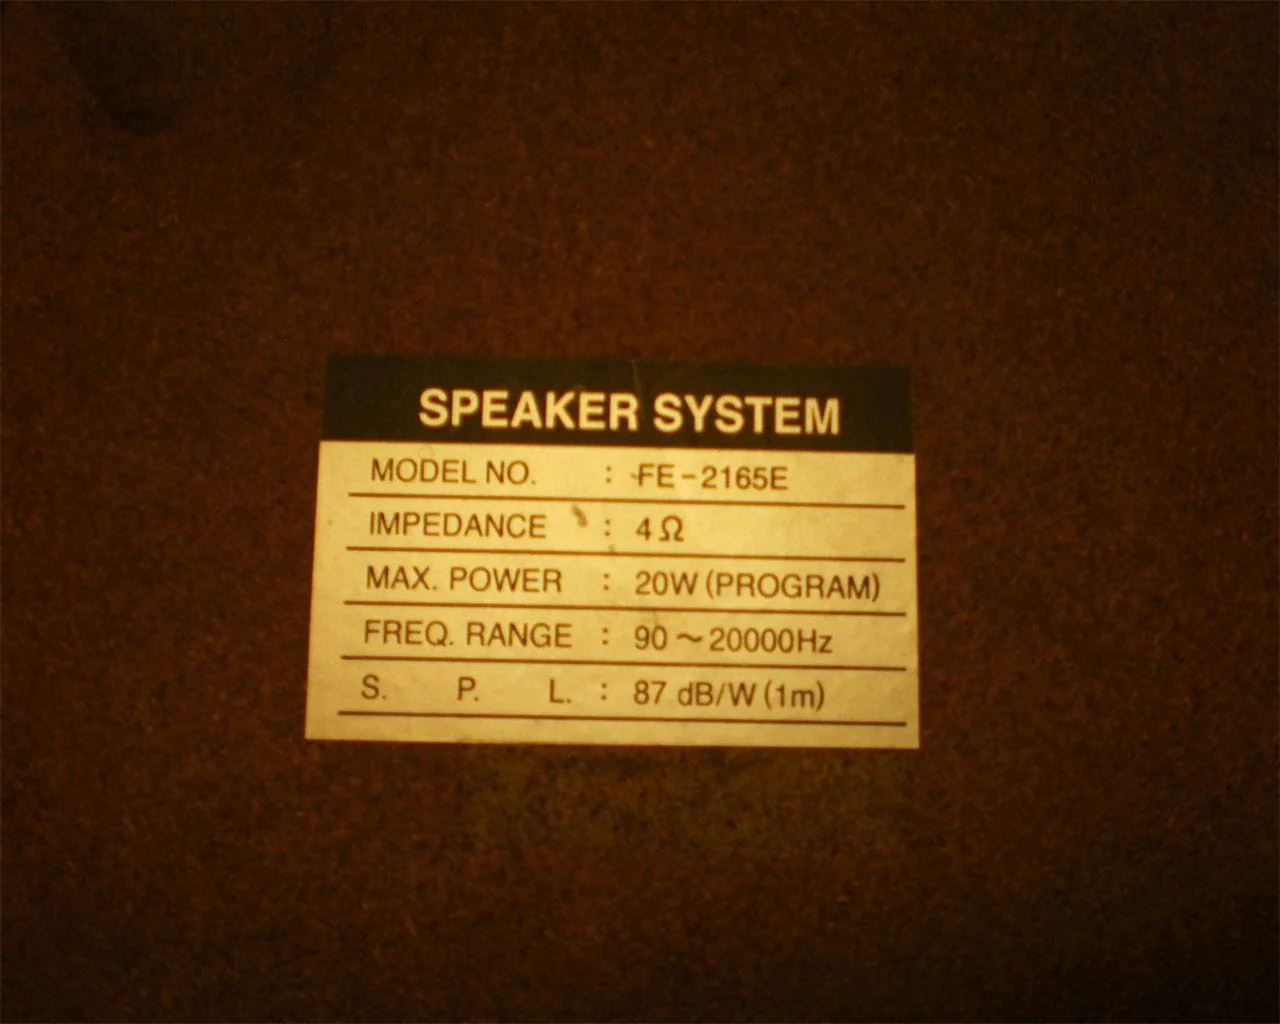 SPEAKER SYSTEM
MODEL NO. : FE-2165E
IMPEDANCE : 4Ω
MAX. POWER : 20W (PROGRAM)
FREQ. RANGE : 90～20000Hz
S. P. L. : 87 dB/W (1m)